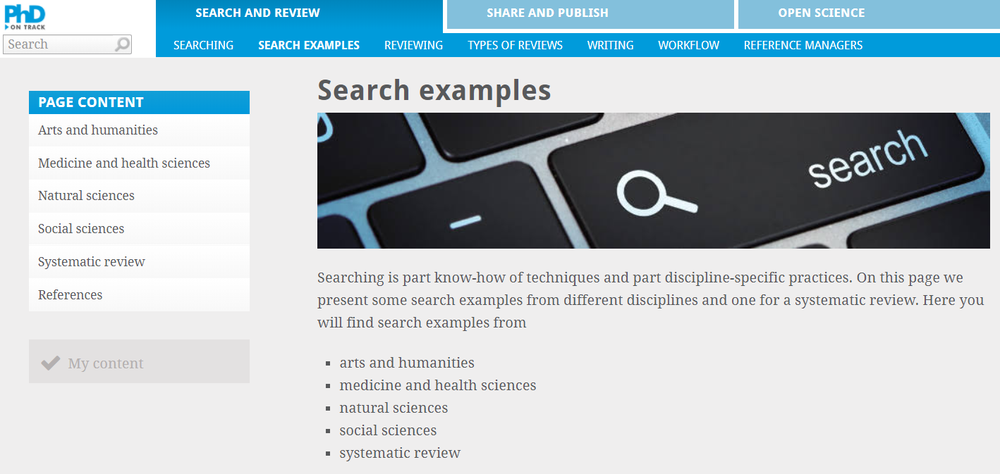 PhD
ON TRACK
Search
SEARCH AND REVIEW
SHARE AND PUBLISH
OPEN SCIENCE
SEARCHING
SEARCH EXAMPLES
REVIEWING
TYPES OF REVIEWS
WRITING
WORKFLOW
REFERENCE MANAGERS
PAGE CONTENT
Arts and humanities
Medicine and health sciences
Natural sciences
Social sciences
Systematic review
References
My content
Search examples
search
Searching is part know-how of techniques and part discipline-specific practices. On this page we
present some search examples from different disciplines and one for a systematic review. Here you
will find search examples from
arts and humanities
medicine and health sciences
natural sciences
social sciences
systematic review